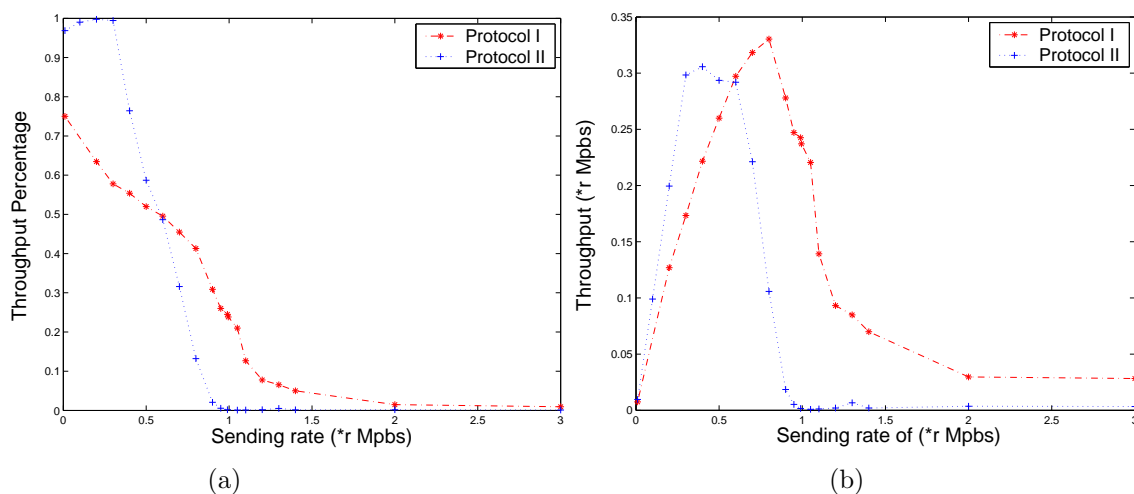 1
0.9
0.8
0.7
0.6
0.5
0.4
0.3
0.2
0.1
0
0 0.5 1 1.5 2 2.5 3
Throughput Percentage
Sending rate (*r Mpbs)
Protocol I
Protocol II
(a)
0.35
0.3
0.25
0.2
0.15
0.1
0.05
0
0 0.5 1 1.5 2 2.5 3
Throughput (*r Mpbs)
Sending rate of (*r Mpbs)
Protocol I
Protocol II
(b)